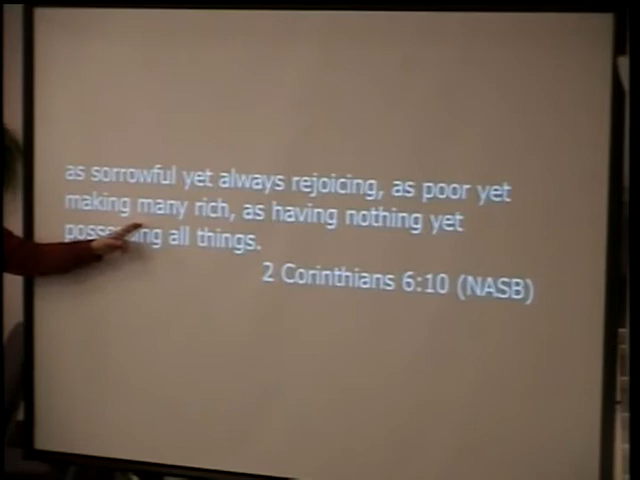 as sorrowful yet always rejoicing, as poor yet
making many rich, as having nothing yet
possessing all things.
2 Corinthians 6:10 (NASB)